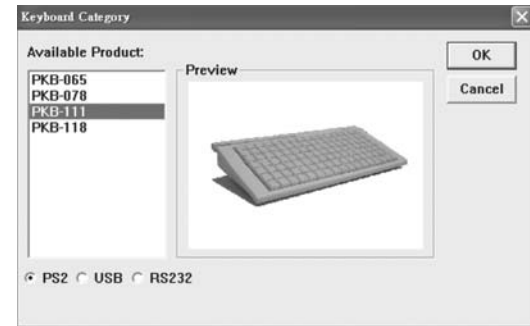 Keyboard Category
Available Product:
PKB-065
PKB-078
PKB-111
PKB-118
Preview
OK
Cancel
PS2 USB RS232